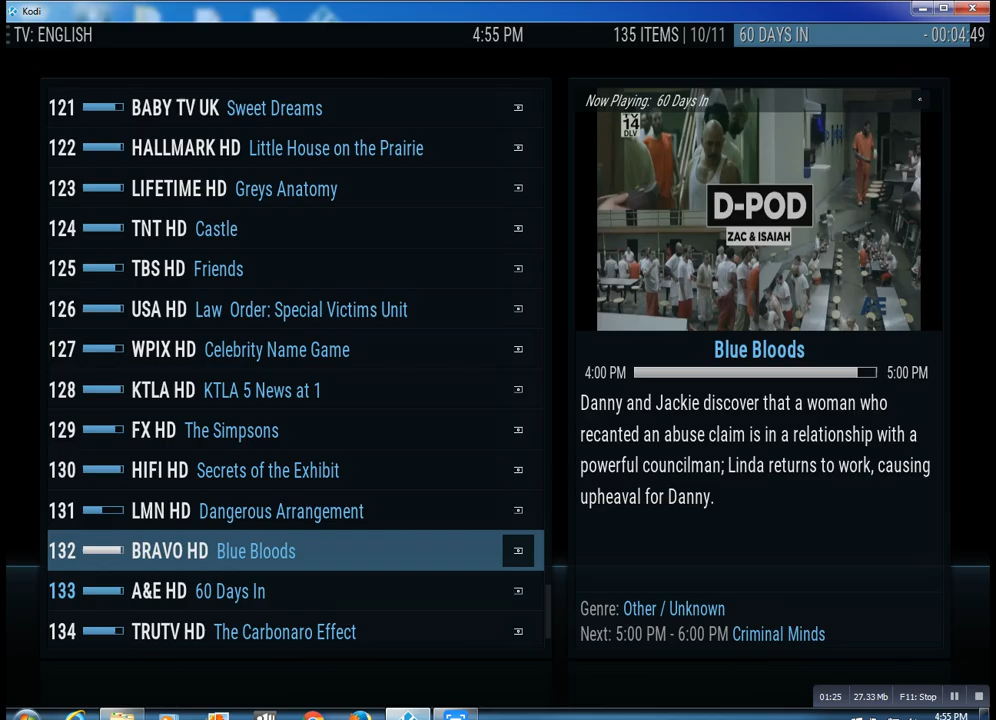 Kodi
TV: ENGLISH
4:55 PM
135 ITEMS | 10/11
60 DAYS IN
- 00:04:49
121 BABY TV UK Sweet Dreams
122 HALLMARK HD Little House on the Prairie
123 LIFETIME HD Greys Anatomy
124 TNT HD Castle
125 TBS HD Friends
126 USA HD Law Order: Special Victims Unit
127 WPIX HD Celebrity Name Game
128 KTLA HD KTLA 5 News at 1
129 FX HD The Simpsons
130 HIFI HD Secrets of the Exhibit
131 LMN HD Dangerous Arrangement
132 BRAVO HD Blue Bloods
133 A&E HD 60 Days In
134 TRUTV HD The Carbonaro Effect
Now Playing: 60 Days In
TV
14
DLV
D-POD
ZAC & ISAIAH
A&E
Blue Bloods
4:00 PM
5:00 PM
Danny and Jackie discover that a woman who
recanted an abuse claim is in a relationship with a
powerful councilman; Linda returns to work, causing
upheaval for Danny.
Genre: Other / Unknown
Next: 5:00 PM - 6:00 PM Criminal Minds
01:25
27.33 Mb
F11: Stop
4:55 PM